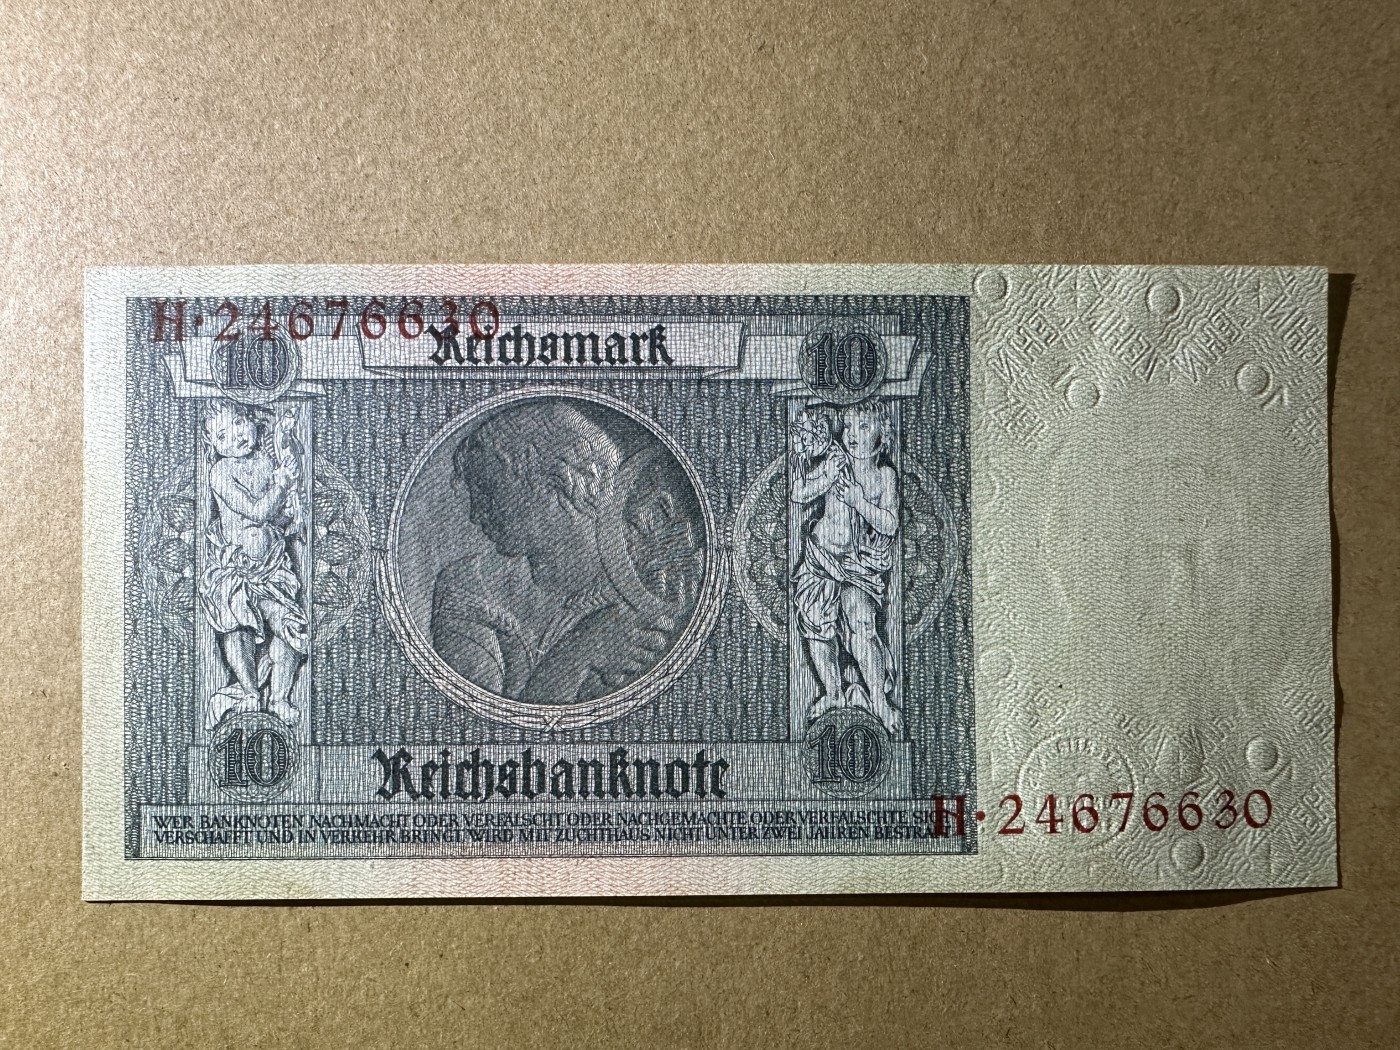 H·24676630
10 Reichsmark 10
10 Reichsbanknote 10
WER BANKNOTEN NACHMACHT ODER VERFÄLSCHT ODER NACHGEMACHTE ODER VERFÄLSCHTE SICH
VERSCHAFFT UND IN VERKEHR BRINGT, WIRD MIT ZUCHTHAUS NICHT UNTER ZWEI JAHREN BESTRAFT
H·24676630